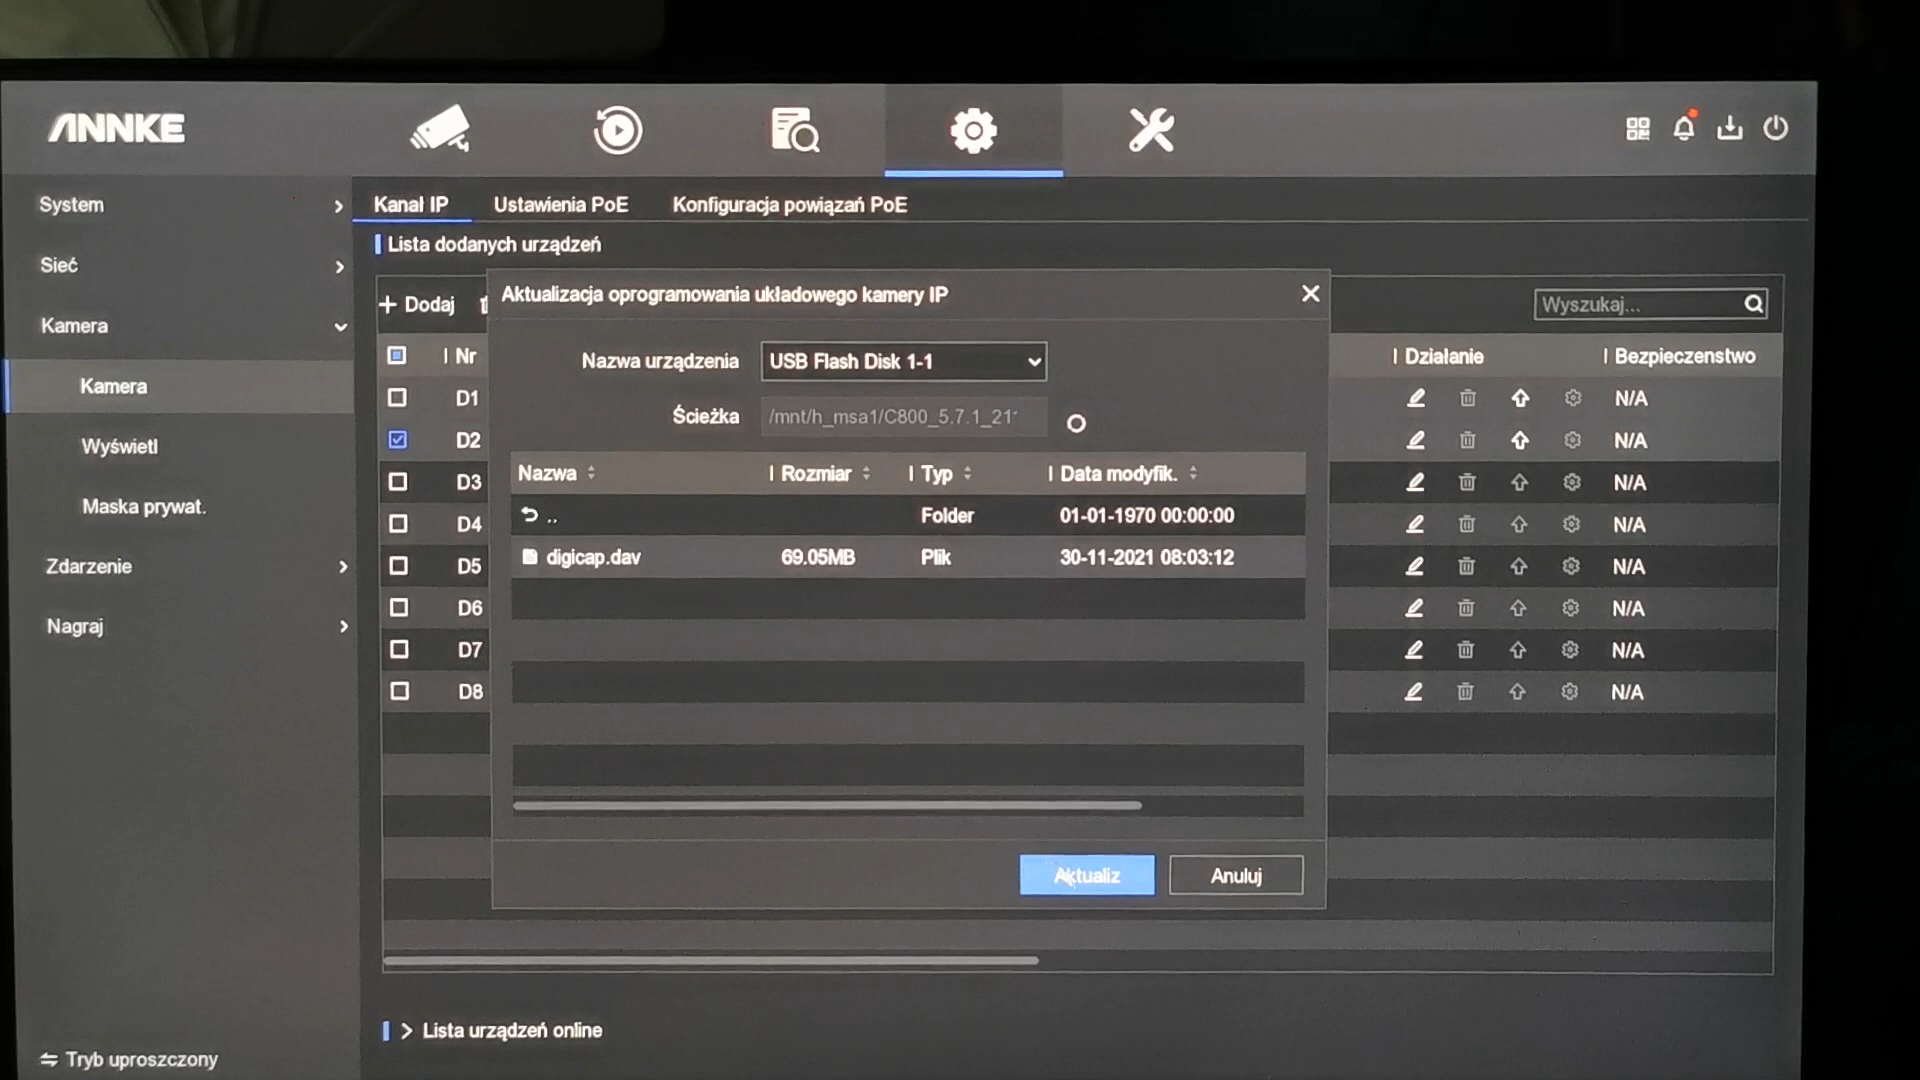 ANNKE
System
Sieć
Kamera
Kamera
Wyświetl
Maska prywat.
Zdarzenie
Nagraj
Tryb uproszczony
Kanał IP Ustawienia PoE Konfiguracja powiązań PoE
Lista dodanych urządzeń
+ Dodaj
Wyszukaj...
Nr Działanie Bezpieczenstwo
D1 N/A
D2 N/A
D3 N/A
D4 N/A
D5 N/A
D6 N/A
D7 N/A
D8 N/A
Aktualizacja oprogramowania układowego kamery IP
Nazwa urządzenia USB Flash Disk 1-1
Ścieżka /mnt/h_msa1/C800_5.7.1_21
Nazwa Rozmiar Typ Data modyfik.
.. Folder 01-01-1970 00:00:00
digicap.dav 69.05MB Plik 30-11-2021 08:03:12
Aktualiz Anuluj
> Lista urządzeń online